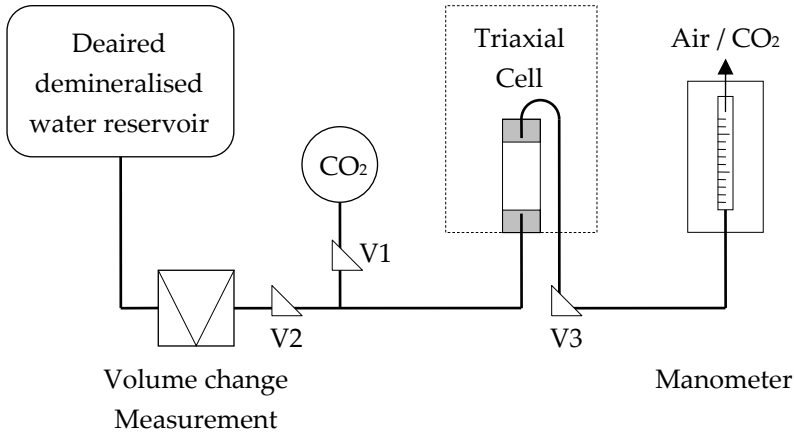 Deaired
demineralised
water reservoir
Triaxial
Cell
Air / CO₂
CO₂
V1
V2
V3
Volume change
Measurement
Manometer